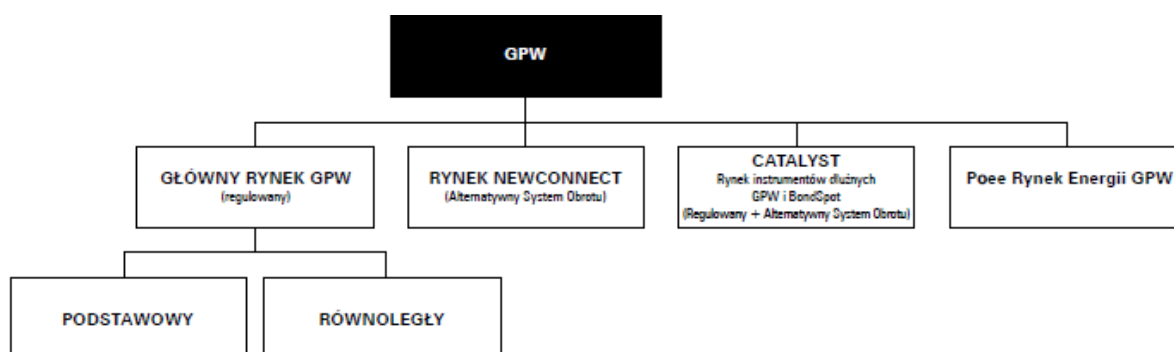 GPW
GŁÓWNY RYNEK GPW
(regulowany)
RYNEK NEWCONNECT
(Alternatywny System Obrotu)
CATALYST
Rynek instrumentów dłużnych
GPW i BondSpot
(Regulowany + Alternatywny System Obrotu)
Poee Rynek Energii GPW
PODSTAWOWY
RÓWNOLEGŁY